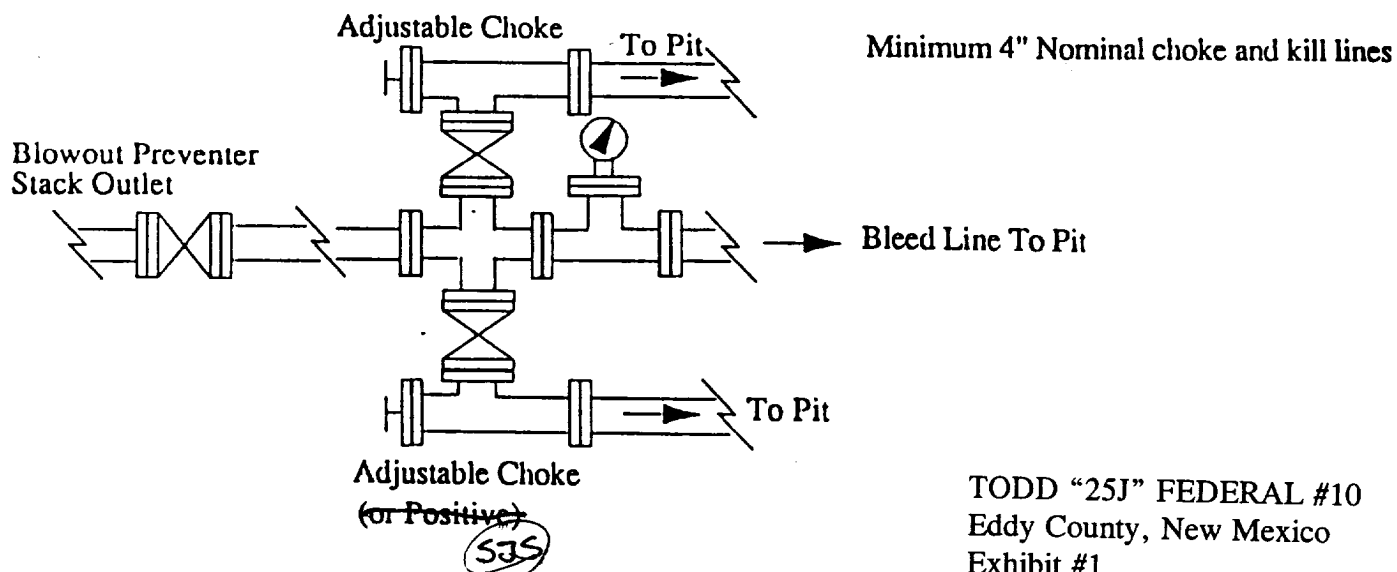 Adjustable Choke
To Pit
Minimum 4" Nominal choke and kill lines
Blowout Preventer
Stack Outlet
Bleed Line To Pit
To Pit
Adjustable Choke
(or Positive)
SJS
TODD “25J” FEDERAL #10
Eddy County, New Mexico
Exhibit #1